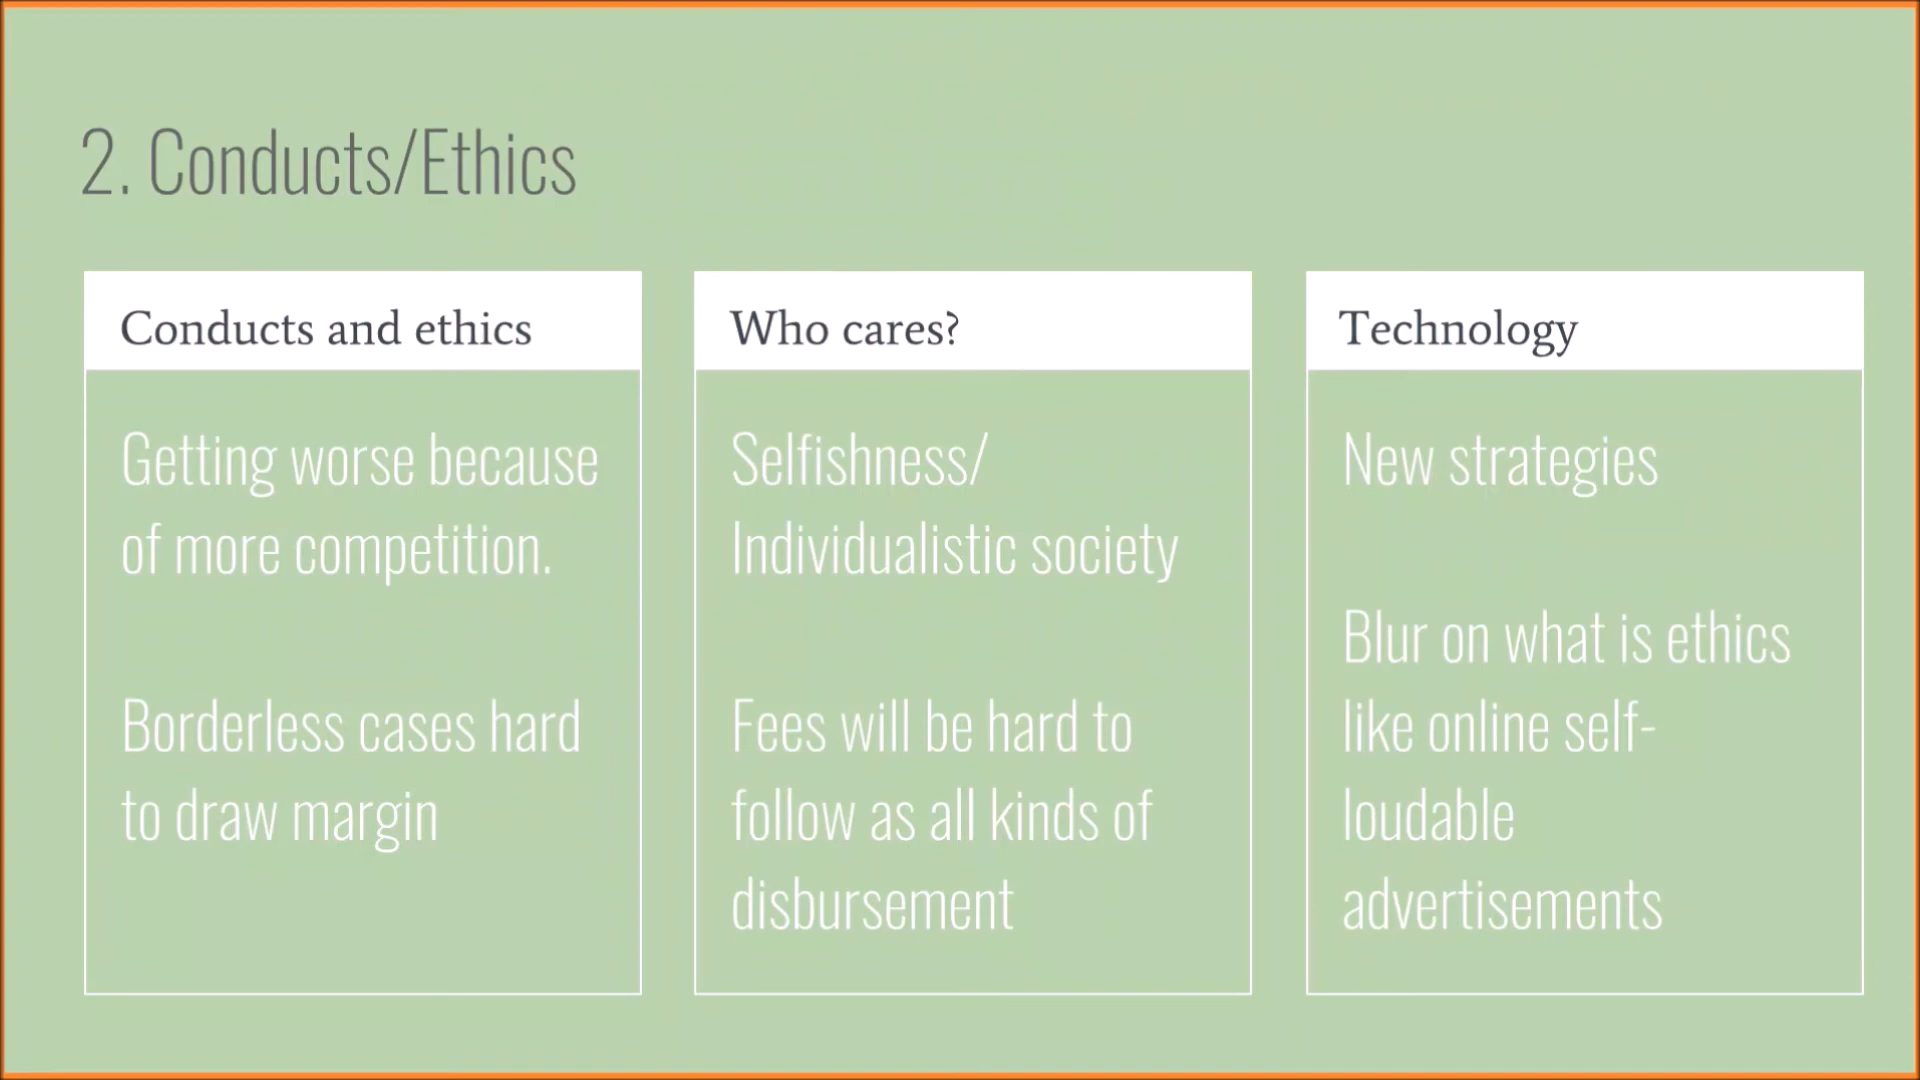 2. Conducts/Ethics
Conducts and ethics
Getting worse because
of more competition.
Borderless cases hard
to draw margin
Who cares?
Selfishness/
Individualistic society
Fees will be hard to
follow as all kinds of
disbursement
Technology
New strategies
Blur on what is ethics
like online self-
loudable
advertisements